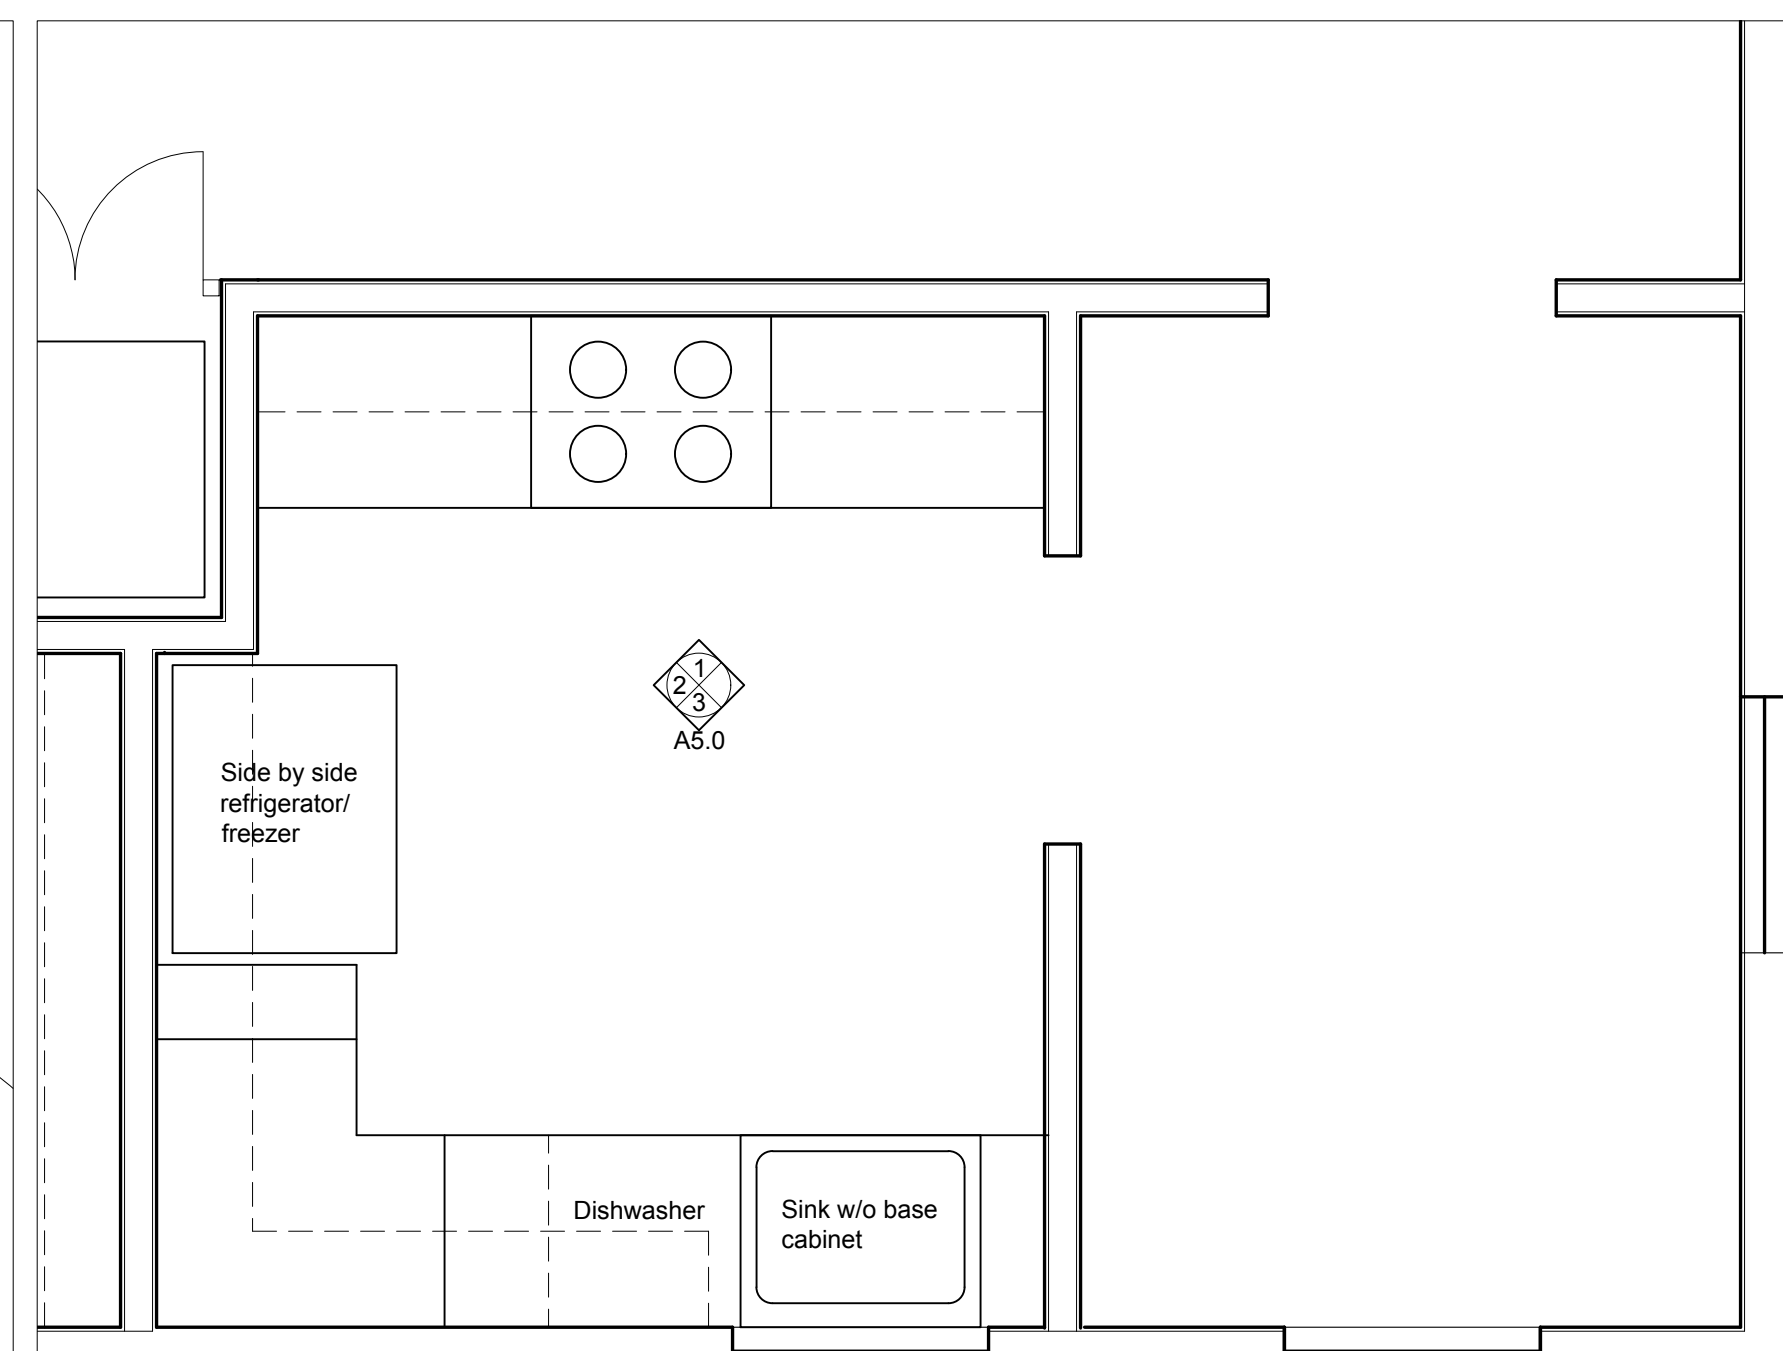 1
2
3
A5.0
Side by side
refrigerator/
freezer
Dishwasher
Sink w/o base
cabinet